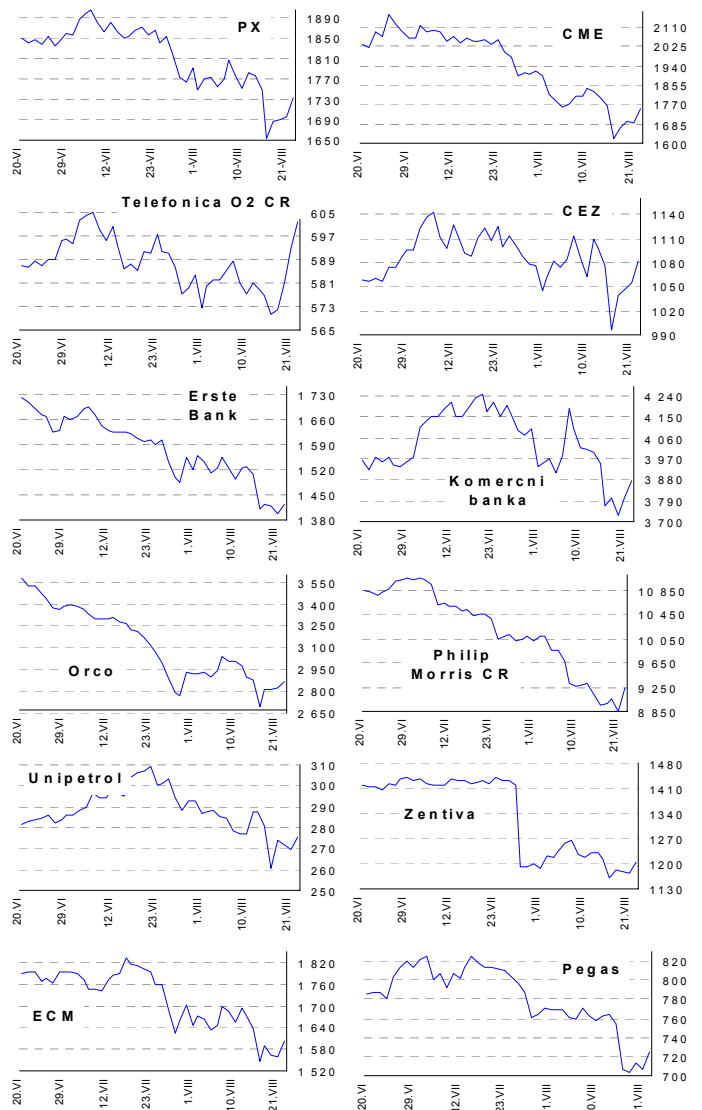 PX
1890
1850
1810
1770
1730
1690
1650
20-VI
29-VI
12-VII
23-VII
1-VIII
10-VIII
21-VIII
CME
2110
2025
1940
1855
1770
1685
1600
20.VI
29.VI
12.VII
23.VII
1.VIII
10.VIII
21.VIII
Telefonica O2 CR
605
597
589
581
573
565
20.VI
29.VI
12.VII
23.VII
1.VIII
10.VIII
21.VIII
CEZ
1140
1110
1080
1050
1020
990
20.VI
29.VI
12.VII
23.VII
1.VIII
10.VIII
21.VIII
Erste
Bank
1 730
1 660
1 590
1 520
1 450
1 380
20.VI
29.VI
12.VII
23.VII
1.VIII
10.VIII
21.VIII
Komercni
banka
4 240
4 150
4 060
3 970
3 880
3 790
3 700
20.VI
29.VI
12.VII
23.VII
1.VIII
10.VIII
21.VIII
Orco
3 550
3 400
3 250
3 100
2 950
2 800
2 650
20.VI
29.VI
12.VII
23.VII
1.VIII
10.VIII
21.VIII
Philip
Morris CR
10 850
10 450
10 050
9 650
9 250
8 850
20.VI
29.VI
12.VII
23.VII
1.VIII
10.VIII
21.VIII
Unipetrol
310
300
290
280
270
260
250
20.VI
29.VI
12.VII
23.VII
1.VIII
10.VIII
21.VIII
Zentiva
1480
1410
1340
1270
1200
1130
20.VI
29.VI
12.VII
23.VII
1.VIII
10.VIII
21.VIII
ECM
1 820
1 760
1 700
1 640
1 580
1 520
20.VI
29.VI
12.VII
23.VII
1.VIII
10.VIII
21.VIII
Pegas
820
800
780
760
740
720
700
20.VI
29.VI
12.VII
23.VII
1.VIII
10.VIII
1.VIII